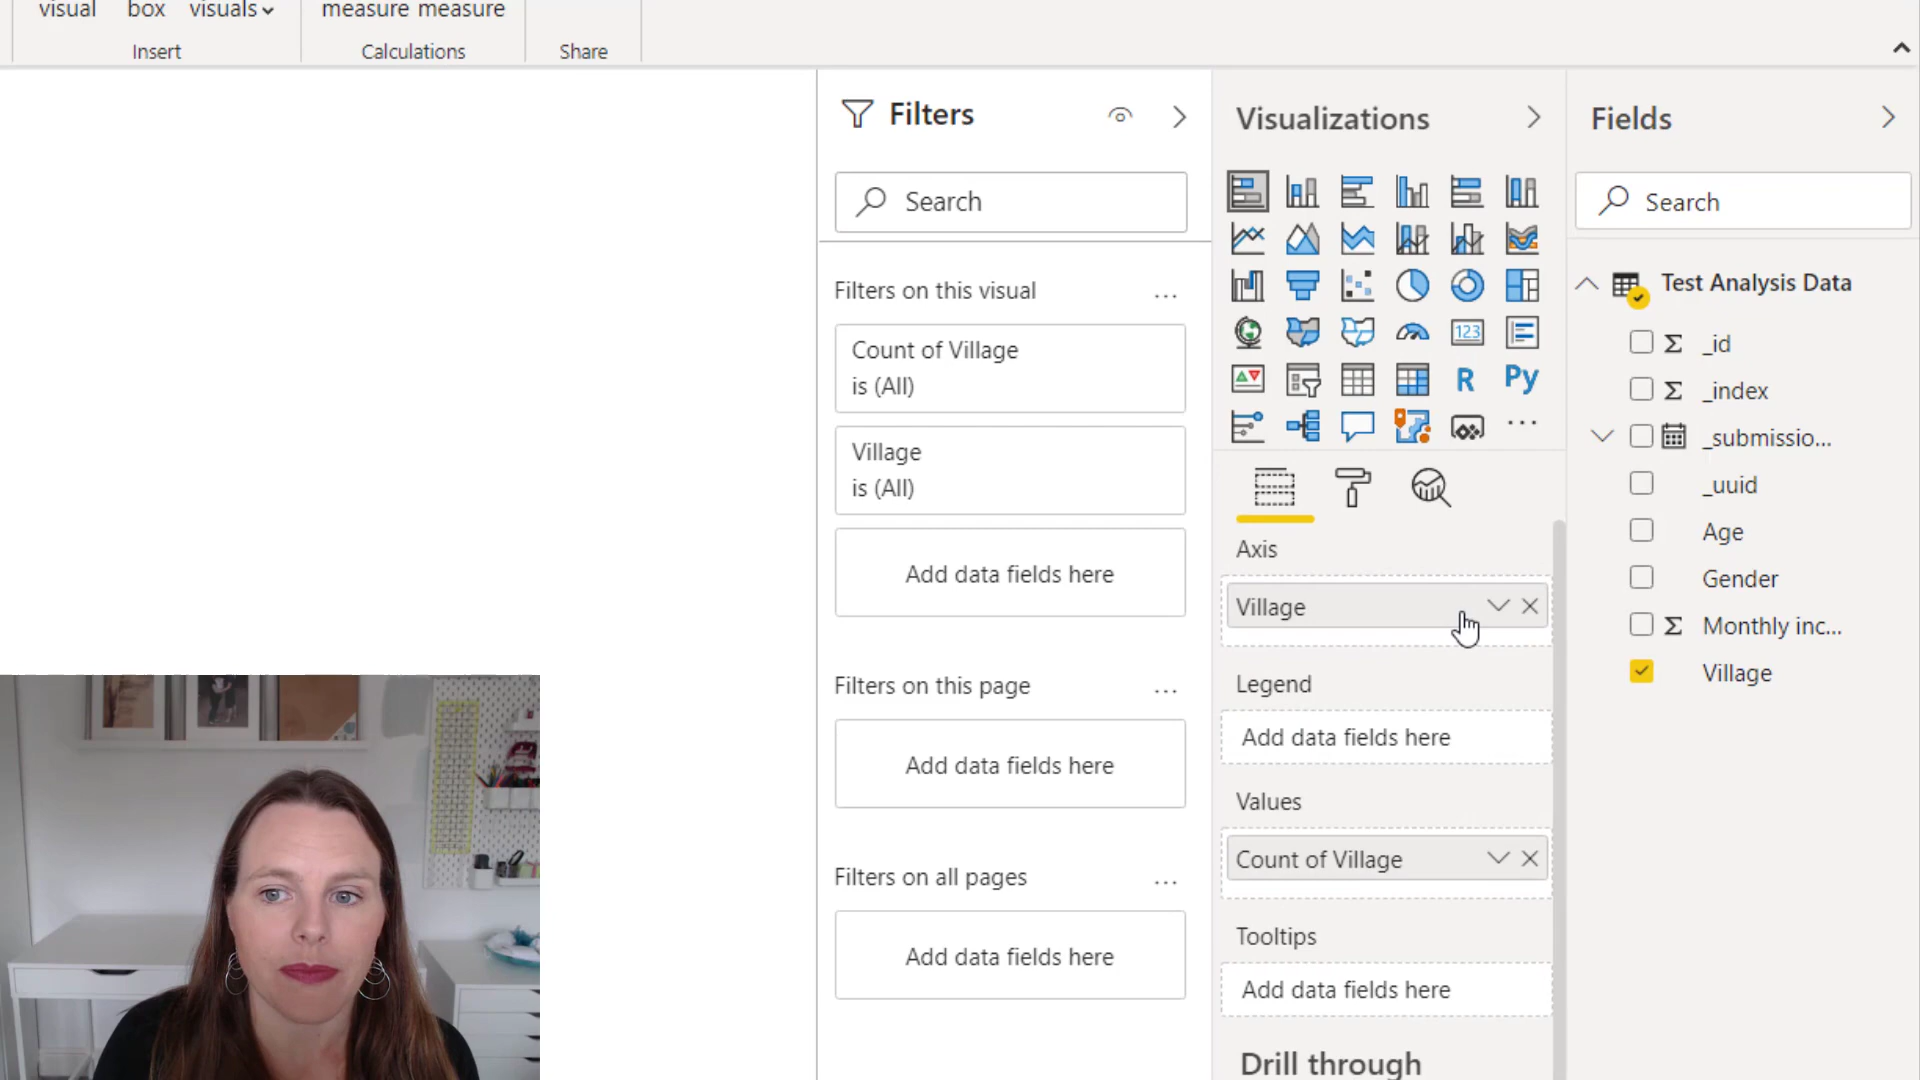 visual box visuals measure measure
Insert Calculations Share
Filters
Search
Filters on this visual ...
Count of Village
is (All)
Village
is (All)
Add data fields here
Filters on this page ...
Add data fields here
Filters on all pages ...
Add data fields here
Visualizations
123
R Py
...
Axis
Village
Legend
Add data fields here
Values
Count of Village
Tooltips
Add data fields here
Drill through
Fields
Search
Test Analysis Data
Σ _id
Σ _index
_submissio...
_uuid
Age
Gender
Σ Monthly inc...
Village